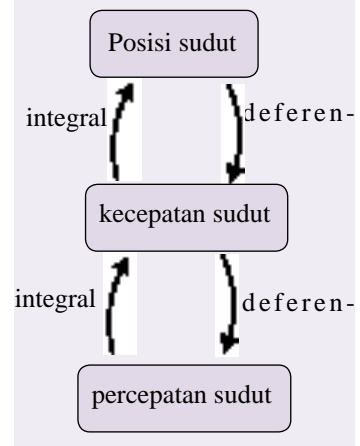 Posisi sudut
integral
deferen-
kecepatan sudut
integral
deferen-
percepatan sudut